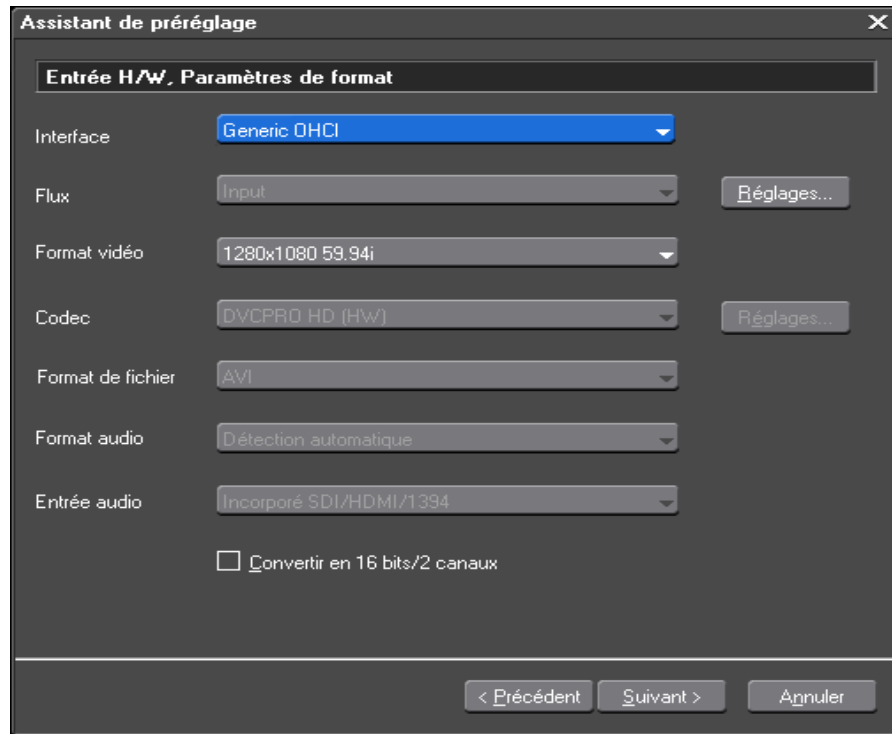 Assistant de préréglage
Entrée H/W, Paramètres de format
Interface Generic OHCI
Flux Input Réglages...
Format vidéo 1280x1080 59.94i
Codec DVCPRO HD (HW) Réglages...
Format de fichier AVI
Format audio Détection automatique
Entrée audio Incorporé SDI/HDMI/1394
Convertir en 16 bits/2 canaux
< Précédent Suivant > Annuler